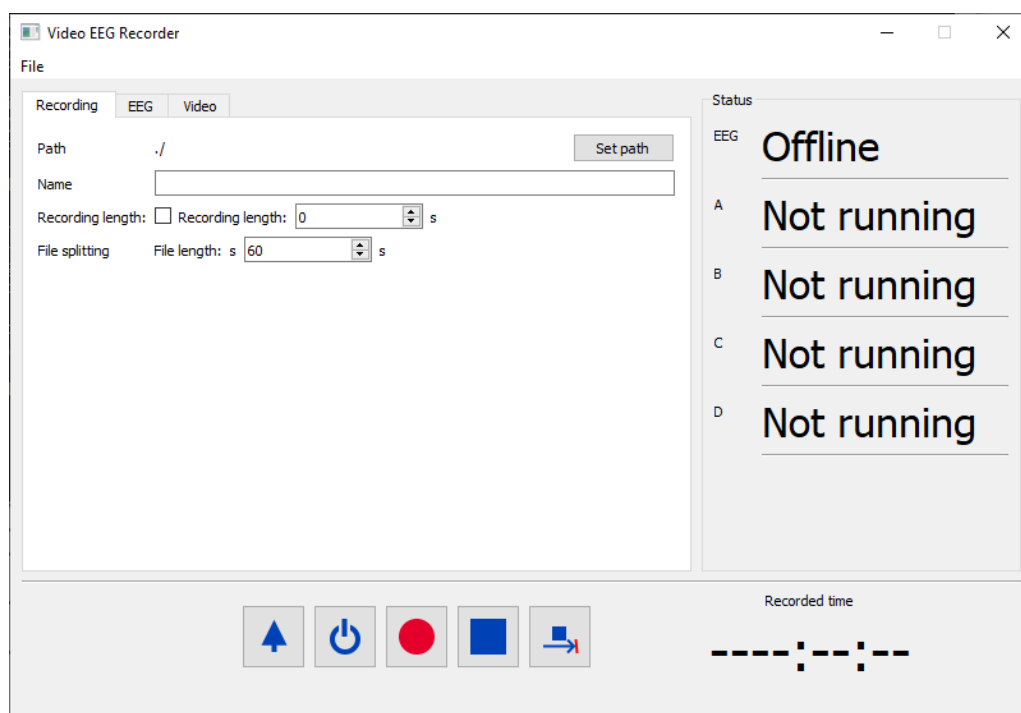 Video EEG Recorder
File
Recording EEG Video
Path ./ Set path
Name
Recording length: Recording length: 0 s
File splitting File length: s 60 s
Status
EEG Offline
A Not running
B Not running
C Not running
D Not running
Recorded time
----:--:--